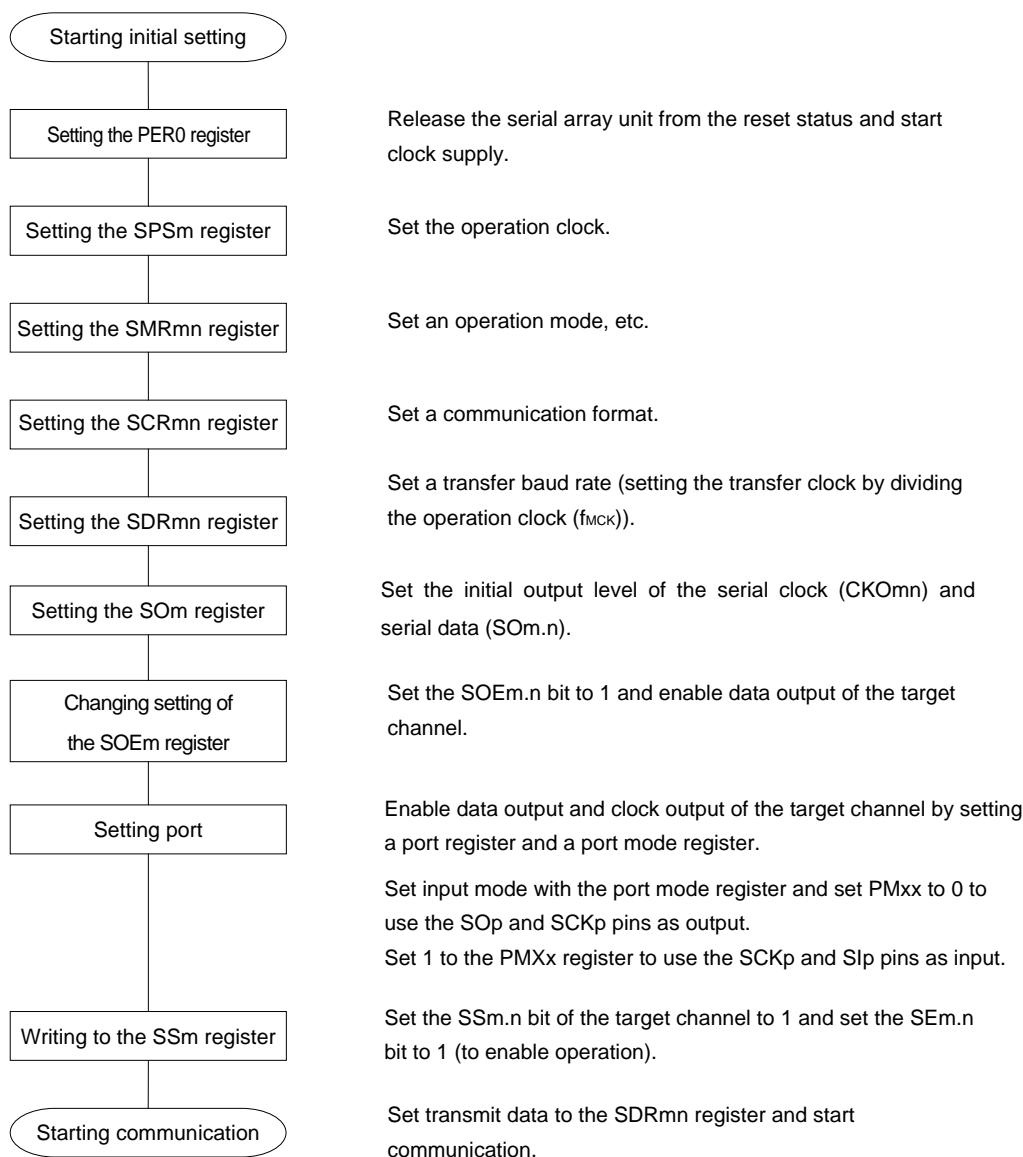 Starting initial setting
Setting the PER0 register
Release the serial array unit from the reset status and start
clock supply.
Setting the SPSm register
Set the operation clock.
Setting the SMRmn register
Set an operation mode, etc.
Setting the SCRmn register
Set a communication format.
Setting the SDRmn register
Set a transfer baud rate (setting the transfer clock by dividing
the operation clock (fMCK)).
Setting the SOm register
Set the initial output level of the serial clock (CKOmn) and
serial data (SOm.n).
Changing setting of
the SOEm register
Set the SOEm.n bit to 1 and enable data output of the target
channel.
Setting port
Enable data output and clock output of the target channel by setting
a port register and a port mode register.
Set input mode with the port mode register and set PMxx to 0 to
use the SOp and SCKp pins as output.
Set 1 to the PMXx register to use the SCKp and SIp pins as input.
Writing to the SSm register
Set the SSm.n bit of the target channel to 1 and set the SEm.n
bit to 1 (to enable operation).
Starting communication
Set transmit data to the SDRmn register and start
communication.